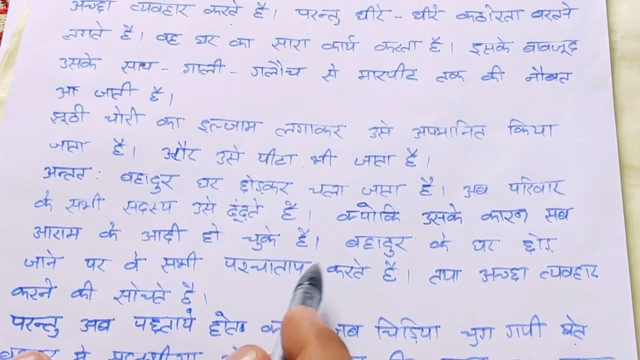 अच्छा व्यवहार करते हैं। परन्तु धीरे-धीरे कठोरता बरतने
लगते हैं। वह घर का सारा कार्य करता है। इसके बावजूद
उसके साथ-गाली-गलौच से मारपीट तक की नौबत
आ जाती है।
झूठी चोरी का इल्जाम लगाकर उसे अपमानित किया
जाता है। और उसे पीटा भी जाता है।
अन्तत: बहादुर घर छोड़कर चला जाता है। अब परिवार
के सभी सदस्य उसे ढूंढ़ते हैं। क्योंकि उसके कारण सब
आराम के आदी हो चुके हैं। बहादुर के घर छोड़
जाने पर वे सभी पश्चाताप करते हैं। तथा अच्छा व्यवहार
करने की सोचते हैं।
परन्तु अब पछताये होता जब चिड़िया चुग गयी खेत